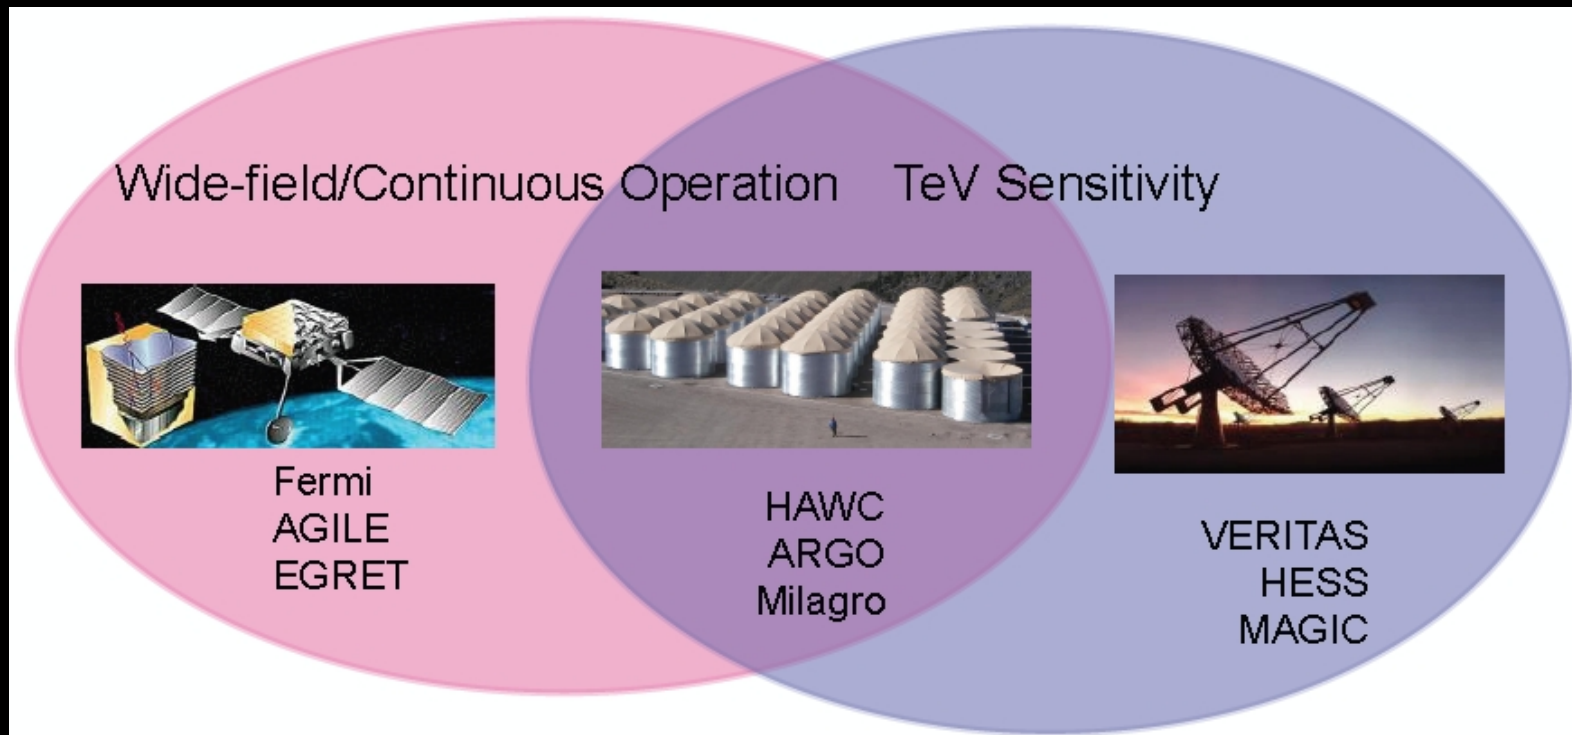 Wide-field/Continuous Operation
TeV Sensitivity
Fermi
AGILE
EGRET
HAWC
ARGO
Milagro
VERITAS
HESS
MAGIC